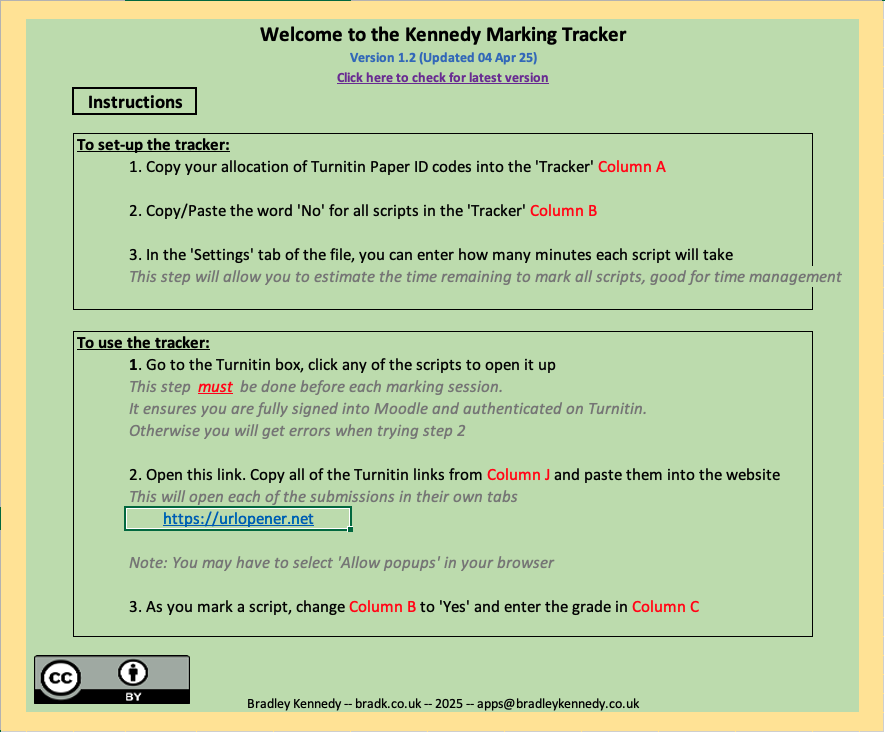 Welcome to the Kennedy Marking Tracker
Version 1.2 (Updated 04 Apr 25)
Click here to check for latest version
Instructions
To set-up the tracker:
1. Copy your allocation of Turnitin Paper ID codes into the 'Tracker' Column A
2. Copy/Paste the word 'No' for all scripts in the 'Tracker' Column B
3. In the 'Settings' tab of the file, you can enter how many minutes each script will take
This step will allow you to estimate the time remaining to mark all scripts, good for time management
To use the tracker:
1. Go to the Turnitin box, click any of the scripts to open it up
This step must be done before each marking session.
It ensures you are fully signed into Moodle and authenticated on Turnitin.
Otherwise you will get errors when trying step 2
2. Open this link. Copy all of the Turnitin links from Column J and paste them into the website
This will open each of the submissions in their own tabs
https://urlopener.net
Note: You may have to select 'Allow popups' in your browser
3. As you mark a script, change Column B to 'Yes' and enter the grade in Column C
cc
BY
Bradley Kennedy -- bradk.co.uk -- 2025 -- apps@bradleykennedy.co.uk